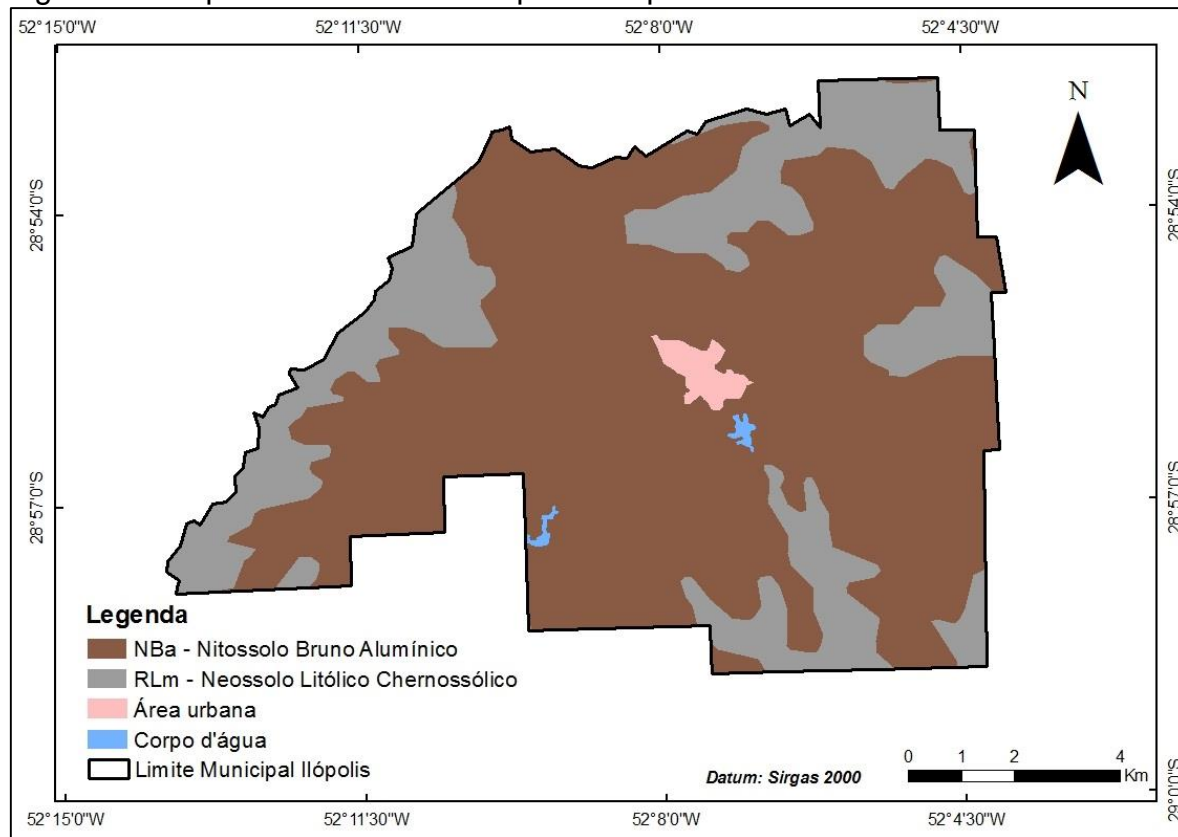 52°15'0"W 52°11'30"W 52°8'0"W 52°4'30"W
N
28°54'0"S 28°54'0"S
28°57'0"S 28°57'0"S
Legenda
NBa - Nitossolo Bruno Alumínico
RLm - Neossolo Litólico Chernossólico
Área urbana
Corpo d'água
Limite Municipal Ilópolis
Datum: Sirgas 2000
0 1 2 4
Km
29°0'0"S
52°15'0"W 52°11'30"W 52°8'0"W 52°4'30"W